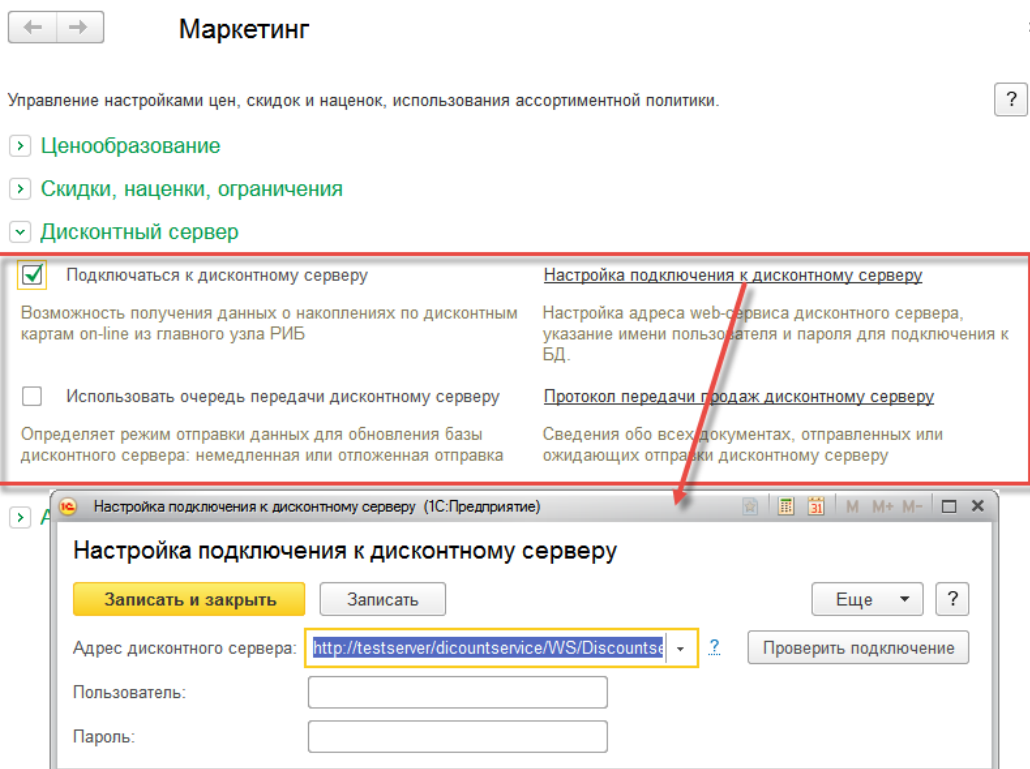 Маркетинг
Управление настройками цен, скидок и наценок, использования ассортиментной политики.
?
Ценообразование
Скидки, наценки, ограничения
Дисконтный сервер
Подключаться к дисконтному серверу
Настройка подключения к дисконтному серверу
Возможность получения данных о накоплениях по дисконтным
картам on-line из главного узла РИБ
Настройка адреса web-сервиса дисконтного сервера,
указание имени пользователя и пароля для подключения к
БД.
Использовать очередь передачи дисконтному серверу
Протокол передачи продаж дисконтному серверу
Определяет режим отправки данных для обновления базы
дисконтного сервера: немедленная или отложенная отправка
Сведения обо всех документах, отправленных или
ожидающих отправки дисконтному серверу
Настройка подключения к дисконтному серверу (1С:Предприятие)
31 M M+ M-
Настройка подключения к дисконтному серверу
Записать и закрыть
Записать
Еще
?
Адрес дисконтного сервера:
http://testserver/dicountservice/WS/Discountse
?
Проверить подключение
Пользователь:
Пароль: